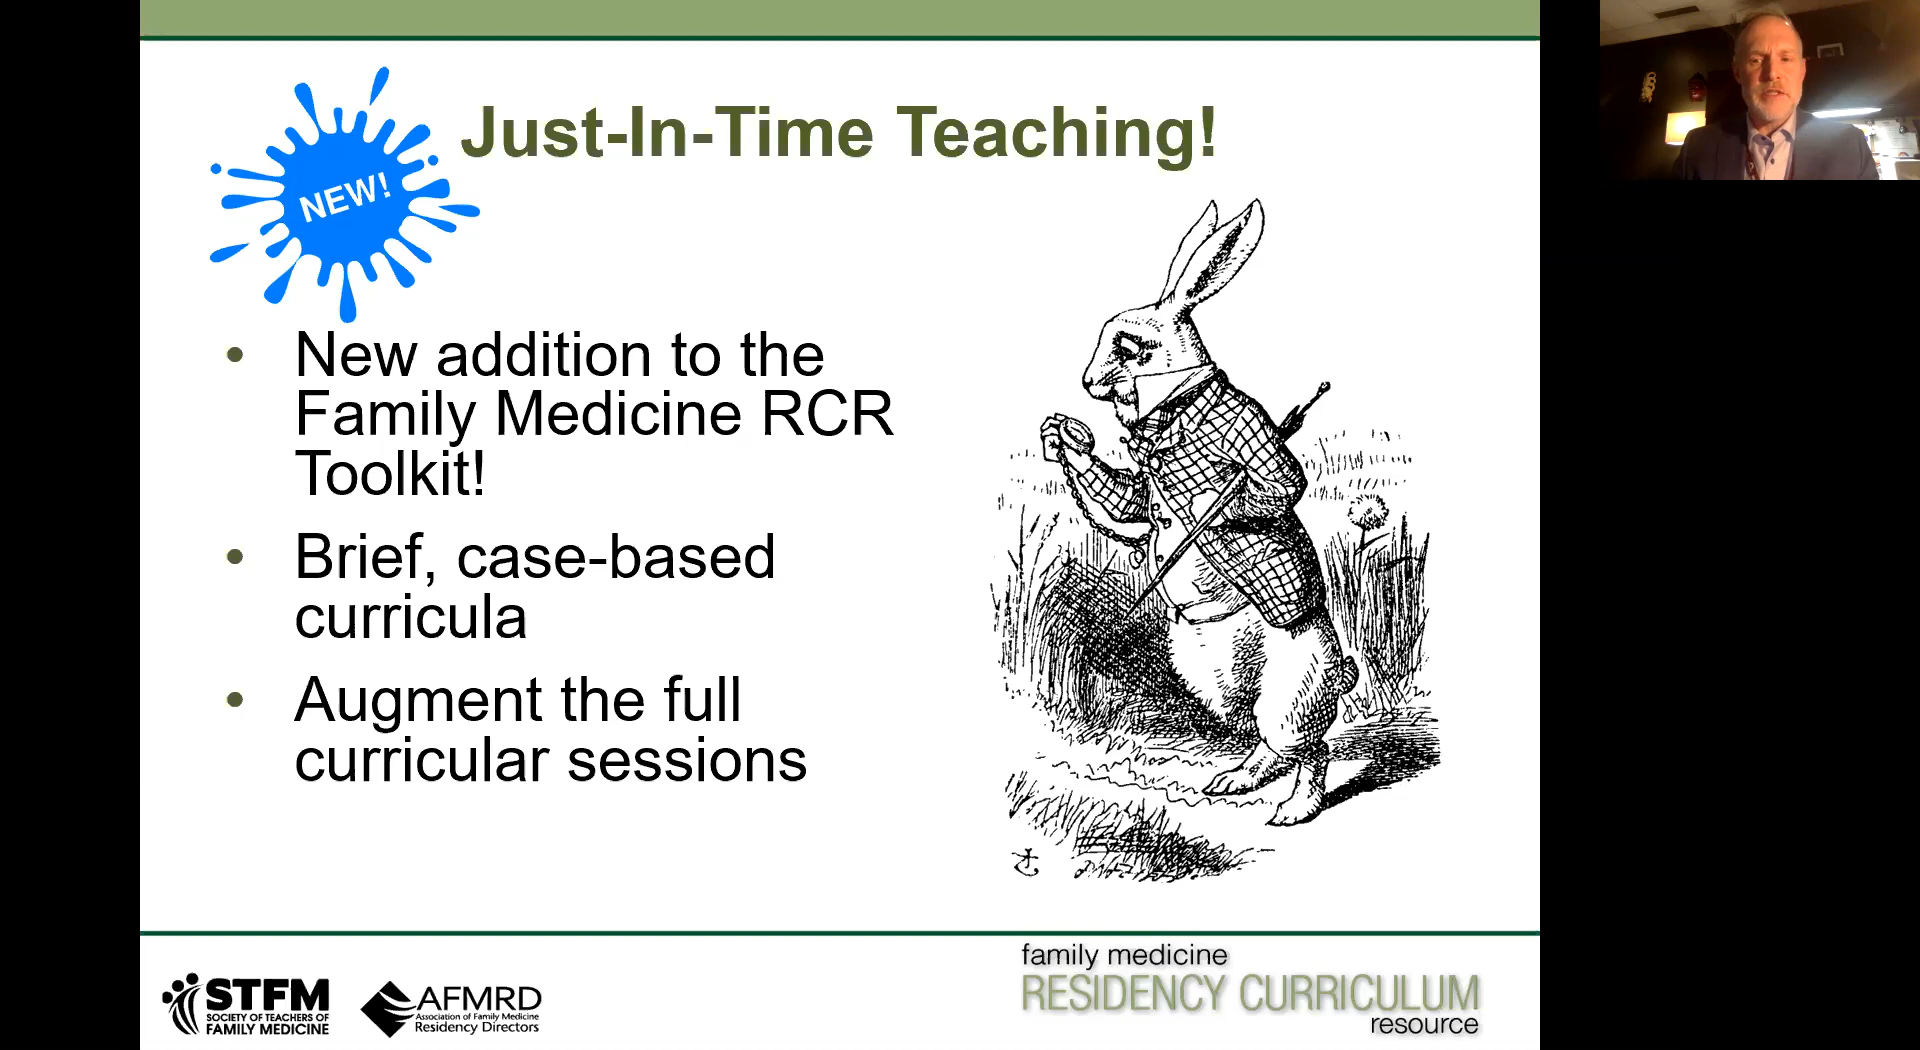 Just-In-Time Teaching!
NEW!
• New addition to the
Family Medicine RCR
Toolkit!
• Brief, case-based
curricula
• Augment the full
curricular sessions
STFM
SOCIETY OF TEACHERS OF
FAMILY MEDICINE
AFMRD
Association of Family Medicine
Residency Directors
family medicine
RESIDENCY CURRICULUM
resource